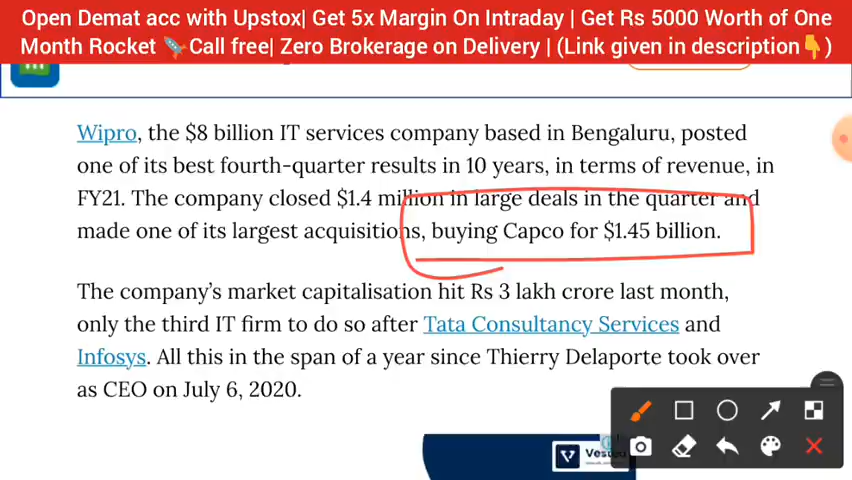 Open Demat acc with Upstox| Get 5x Margin On Intraday | Get Rs 5000 Worth of One
Month Rocket 🚀Call free| Zero Brokerage on Delivery | (Link given in description👇)
Wipro, the $8 billion IT services company based in Bengaluru, posted
one of its best fourth-quarter results in 10 years, in terms of revenue, in
FY21. The company closed $1.4 million in large deals in the quarter and
made one of its largest acquisitions, buying Capco for $1.45 billion.
The company's market capitalisation hit Rs 3 lakh crore last month,
only the third IT firm to do so after Tata Consultancy Services and
Infosys. All this in the span of a year since Thierry Delaporte took over
as CEO on July 6, 2020.